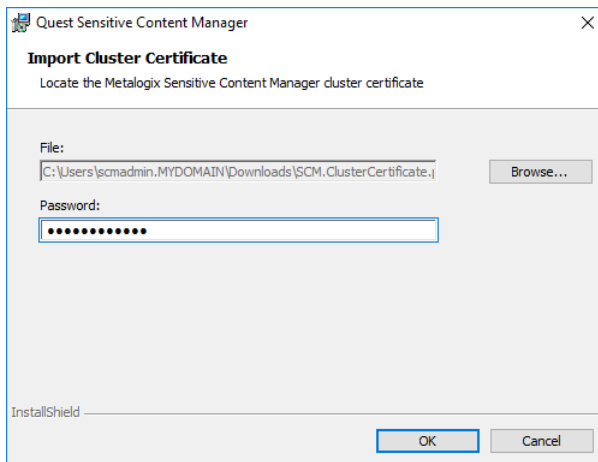 Quest Sensitive Content Manager
Import Cluster Certificate
Locate the Metalogix Sensitive Content Manager cluster certificate
File:
C:\Users\scmadmin.MYDOMAIN\Downloads\SCM.ClusterCertificate.p
Browse...
Password:
••••••••••••
InstallShield
OK
Cancel